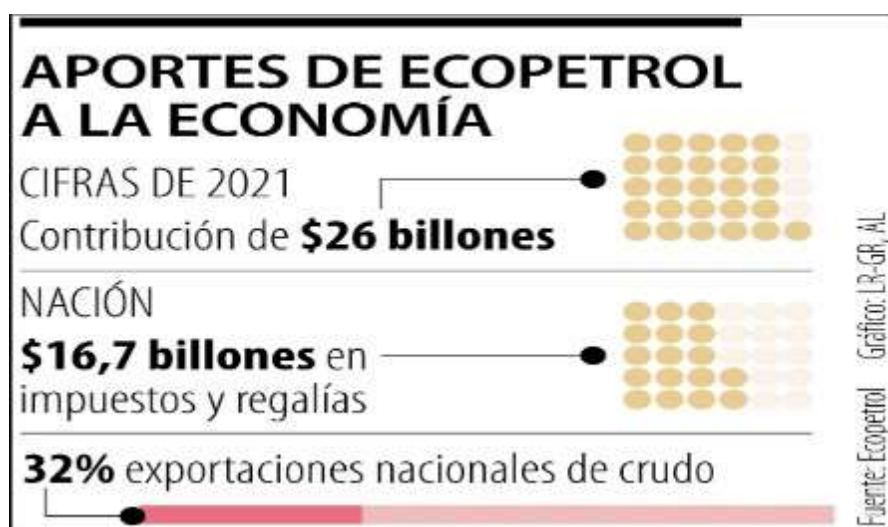 APORTES DE ECOPETROL
A LA ECONOMÍA
CIFRAS DE 2021
Contribución de $26 billones
NACIÓN
$16,7 billones en
impuestos y regalías
32% exportaciones nacionales de crudo
Fuente: Ecopetrol Gráfico: LR-GR, AL